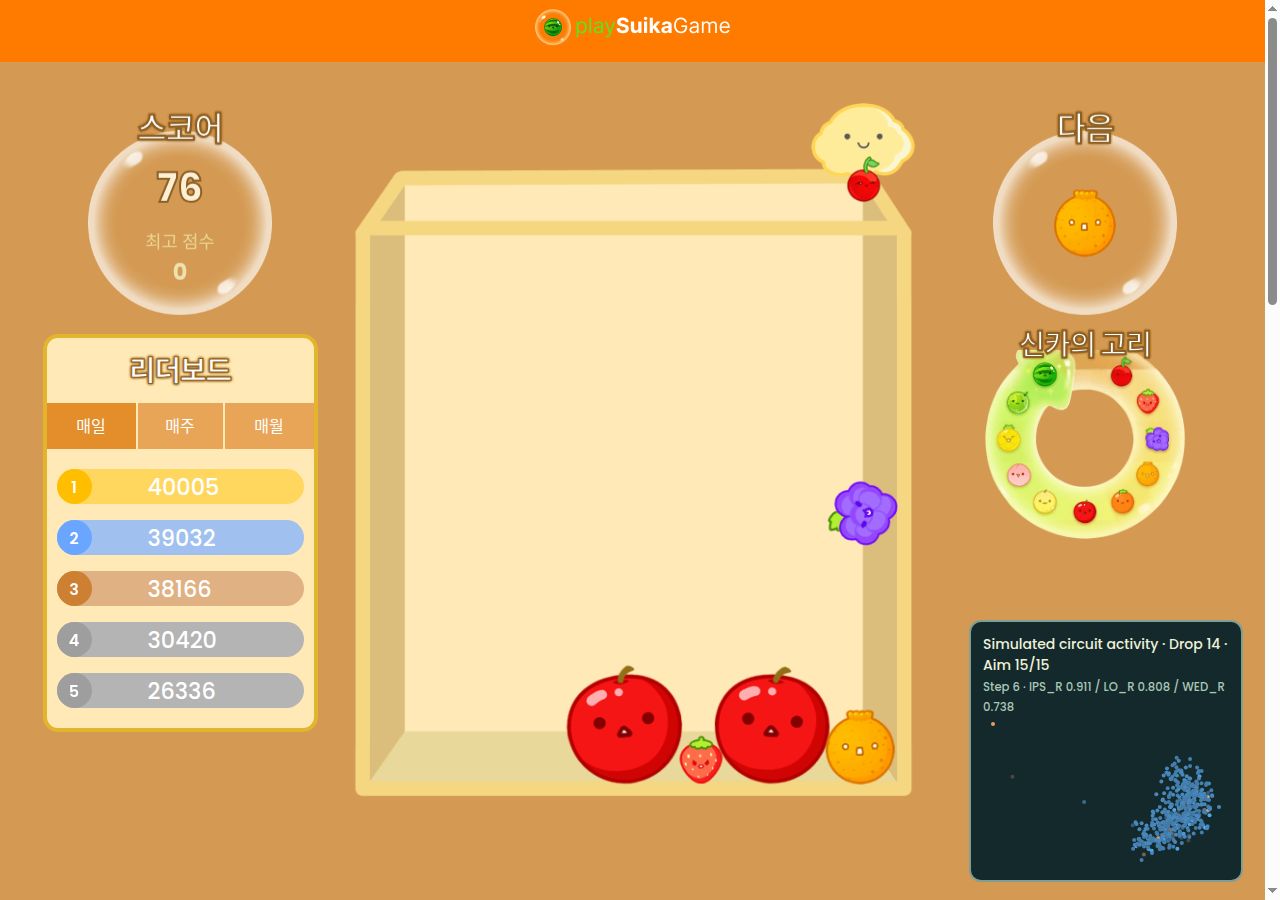 playSuikaGame
스코어
76
최고 점수
0
다음
리더보드
매일 매주 매월
1 40005
2 39032
3 38166
4 30420
5 26336
신카의 고리
Simulated circuit activity · Drop 14 ·
Aim 15/15
Step 6 · IPS_R 0.911 / LO_R 0.808 / WED_R
0.738